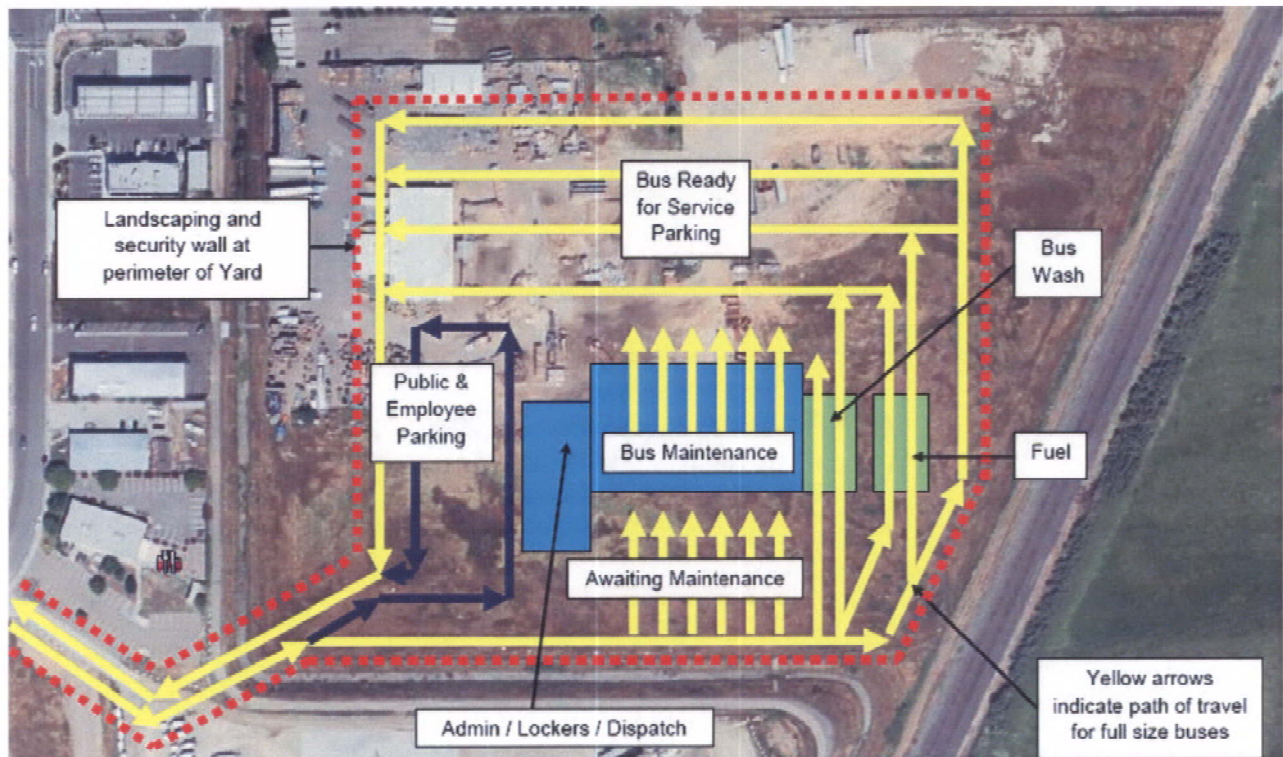 Landscaping and
security wall at
perimeter of Yard
Bus Ready
for Service
Parking
Bus
Wash
Public &
Employee
Parking
Bus Maintenance
Fuel
Awaiting Maintenance
Admin / Lockers / Dispatch
Yellow arrows
indicate path of travel
for full size buses